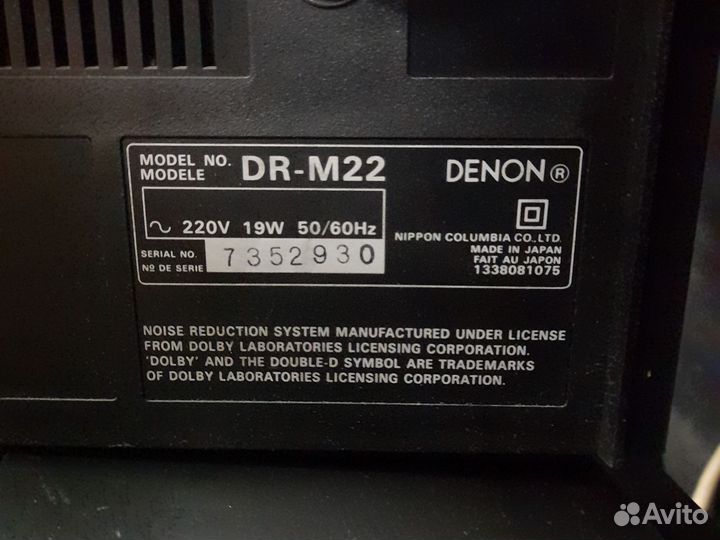 MODEL NO. DR-M22 DENON®
MODELE
~ 220V 19W 50/60Hz
NIPPON COLUMBIA CO., LTD.
MADE IN JAPAN
FAIT AU JAPON
1338081075
SERIAL NO. 7352930
Nº DE SERIE
NOISE REDUCTION SYSTEM MANUFACTURED UNDER LICENSE
FROM DOLBY LABORATORIES LICENSING CORPORATION.
'DOLBY' AND THE DOUBLE-D SYMBOL ARE TRADEMARKS
OF DOLBY LABORATORIES LICENSING CORPORATION.
Avito